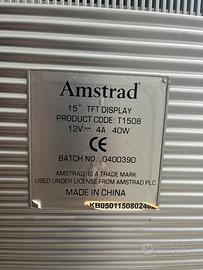 Amstrad
15" TFT DISPLAY
PRODUCT CODE: T1508
12V⎓ 4A 40W
CE
BATCH NO. :0400390
AMSTRAD, IS A TRADE MARK
USED UNDER LICENSE FROM AMSTRAD PLC
MADE IN CHINA
subito